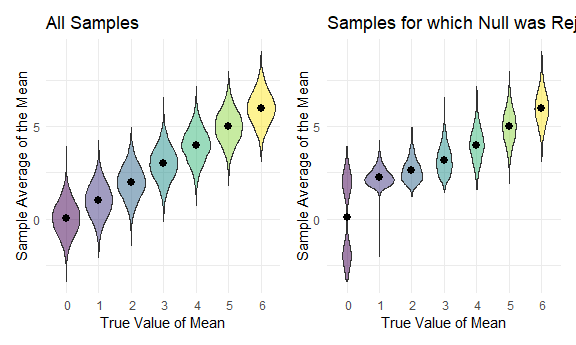 All Samples
Samples for which Null was Rej
Sample Average of the Mean
5
0
0 1 2 3 4 5 6
True Value of Mean
Sample Average of the Mean
5
0
0 1 2 3 4 5 6
True Value of Mean